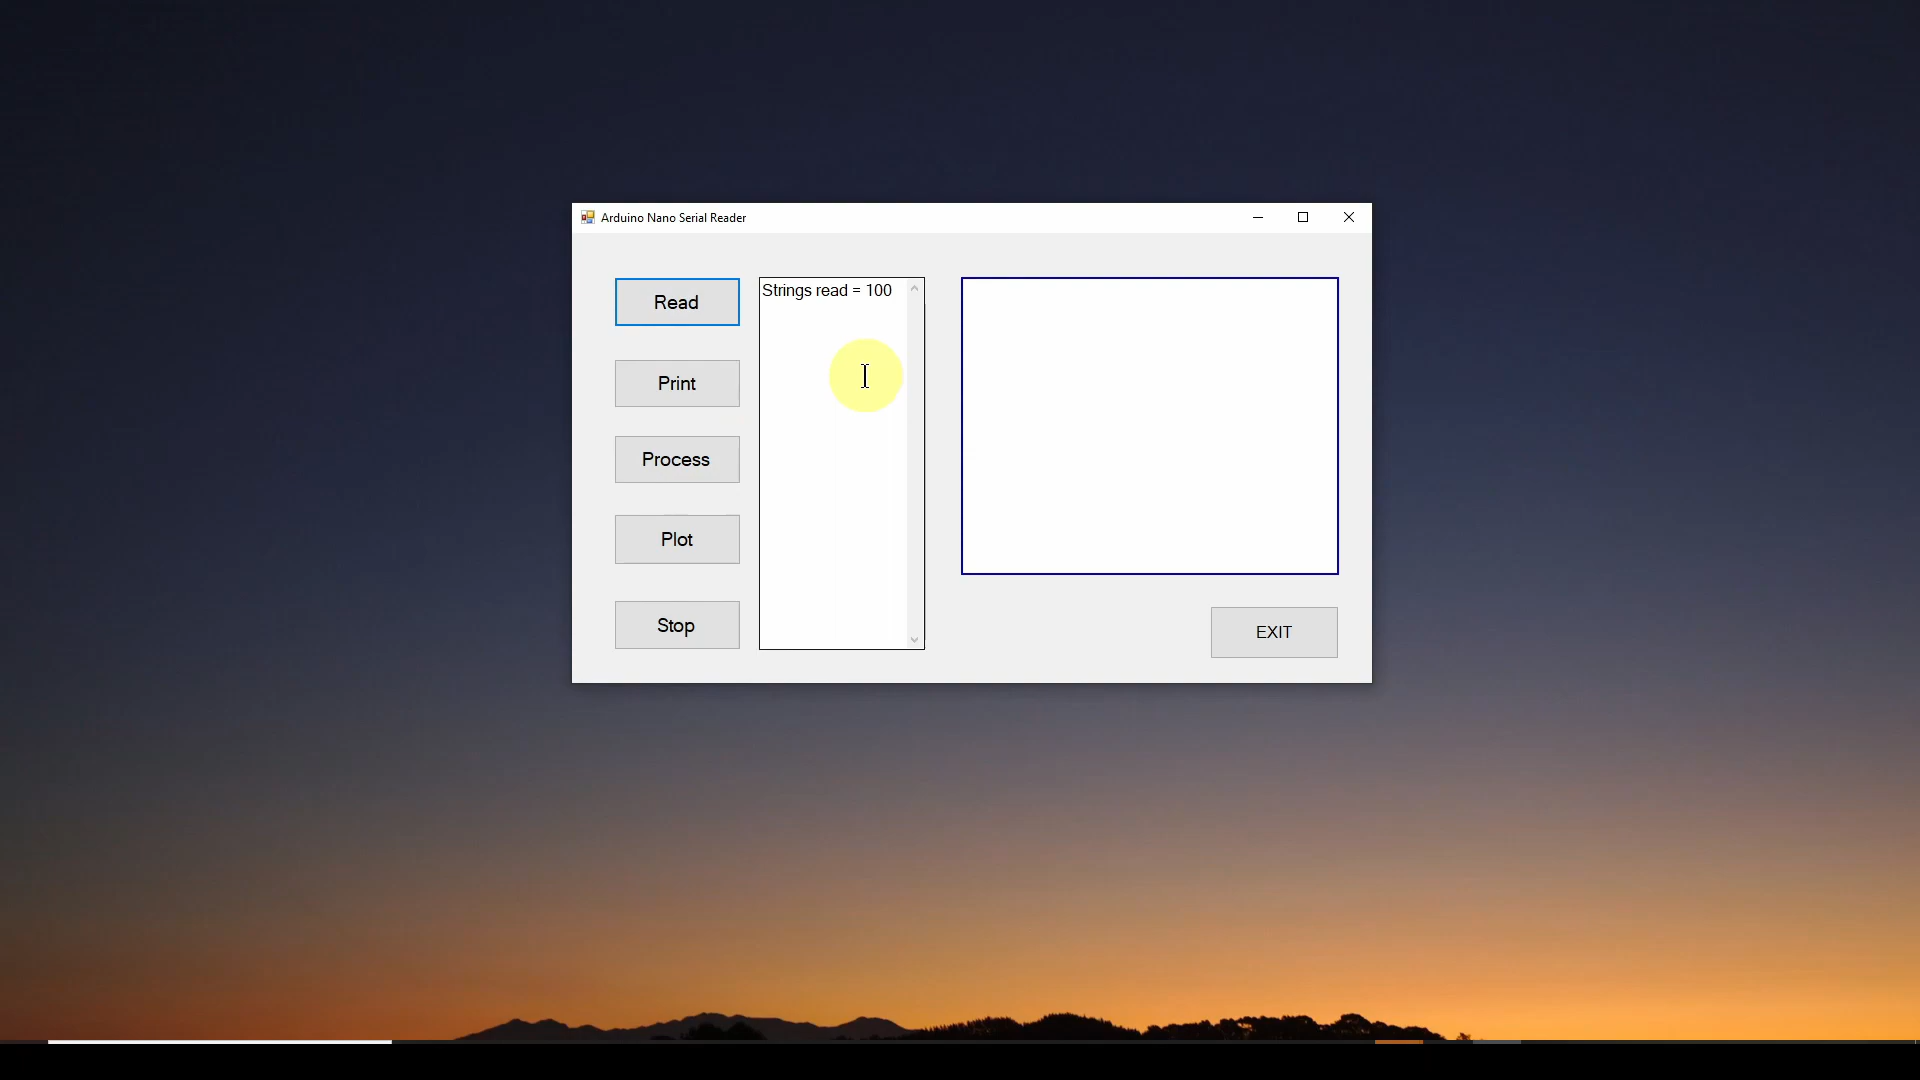 Arduino Nano Serial Reader
Read
Strings read = 100
Print
Process
Plot
Stop
EXIT